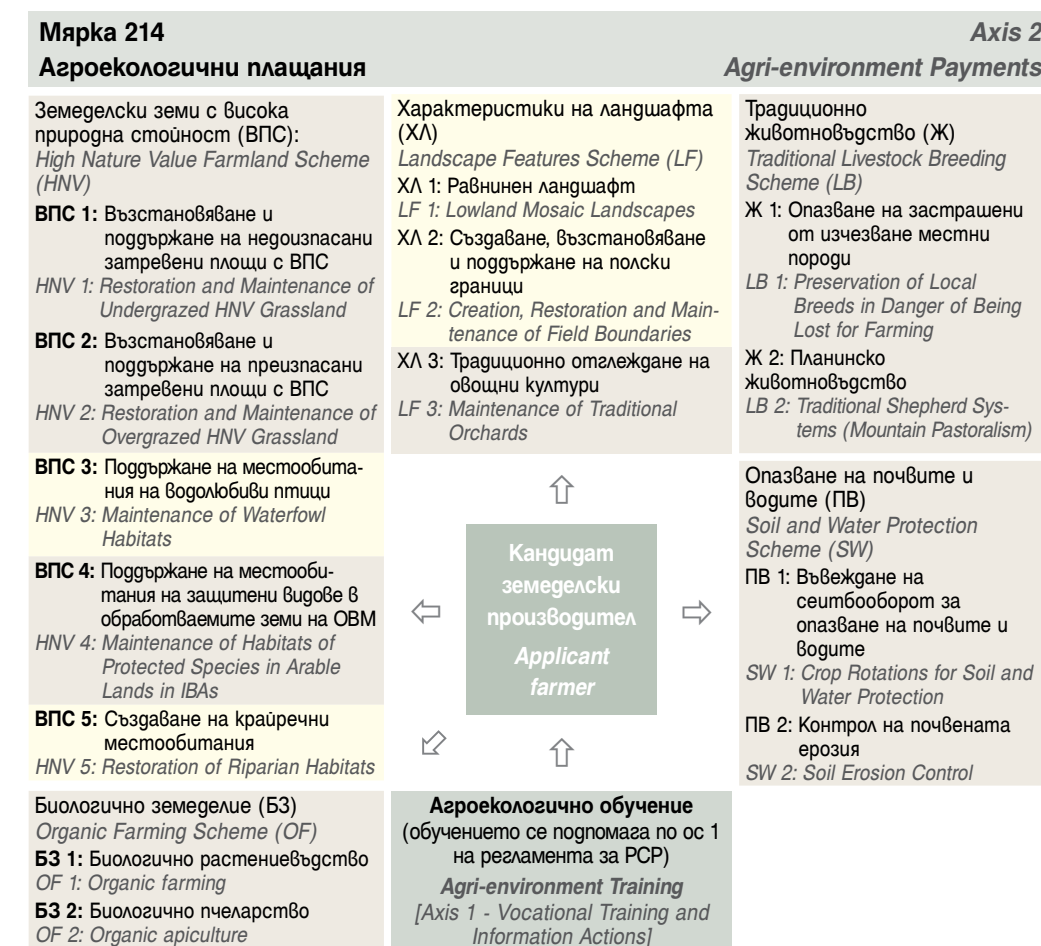 Мярка 214
Axis 2
Агроекологични плащания
Agri-environment Payments
Земеделски земи с висока
природна стойност (ВПС):
High Nature Value Farmland Scheme
(HNV)
ВПС 1: Възстановяване и
поддържане на недоизпасани
затревени площи с ВПС
HNV 1: Restoration and Maintenance of
Undergrazed HNV Grassland
ВПС 2: Възстановяване и
поддържане на преизпасани
затревени площи с ВПС
HNV 2: Restoration and Maintenance of
Overgrazed HNV Grassland
ВПС 3: Поддържане на местообита-
ния на водолюбиви птици
HNV 3: Maintenance of Waterfowl
Habitats
ВПС 4: Поддържане на местооби-
тания на защитени видове в
обработваемите земи на ОВМ
HNV 4: Maintenance of Habitats of
Protected Species in Arable
Lands in IBAs
ВПС 5: Създаване на крайречни
местообитания
HNV 5: Restoration of Riparian Habitats
Биологично земеделие (БЗ)
Organic Farming Scheme (OF)
БЗ 1: Биологично растениевъдство
OF 1: Organic farming
БЗ 2: Биологично пчеларство
OF 2: Organic apiculture
Характеристики на ландшафта
(ХЛ)
Landscape Features Scheme (LF)
ХЛ 1: Равнинен ландшафт
LF 1: Lowland Mosaic Landscapes
ХЛ 2: Създаване, възстановяване
и поддържане на полски
граници
LF 2: Creation, Restoration and Main-
tenance of Field Boundaries
ХЛ 3: Традиционно отглеждане на
овощни култури
LF 3: Maintenance of Traditional
Orchards
Кандидат
земеделски
производител
Applicant
farmer
Агроекологично обучение
(обучението се подпомага по ос 1
на регламента за РСР)
Agri-environment Training
[Axis 1 - Vocational Training and
Information Actions]
Традиционно
животновъдство (Ж)
Traditional Livestock Breeding
Scheme (LB)
Ж 1: Опазване на застрашени
от изчезване местни
породи
LB 1: Preservation of Local
Breeds in Danger of Being
Lost for Farming
Ж 2: Планинско
животновъдство
LB 2: Traditional Shepherd Sys-
tems (Mountain Pastoralism)
Опазване на почвите и
водите (ПВ)
Soil and Water Protection
Scheme (SW)
ПВ 1: Въвеждане на
сеитбооборот за
опазване на почвите и
водите
SW 1: Crop Rotations for Soil and
Water Protection
ПВ 2: Контрол на почвената
ерозия
SW 2: Soil Erosion Control